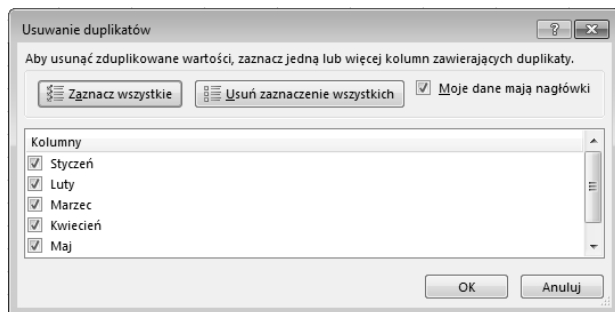 Usuwanie duplikatów
Aby usunąć zduplikowane wartości, zaznacz jedną lub więcej kolumn zawierających duplikaty.
Zaznacz wszystkie Usuń zaznaczenie wszystkich Moje dane mają nagłówki
Kolumny
Styczeń
Luty
Marzec
Kwiecień
Maj
OK Anuluj